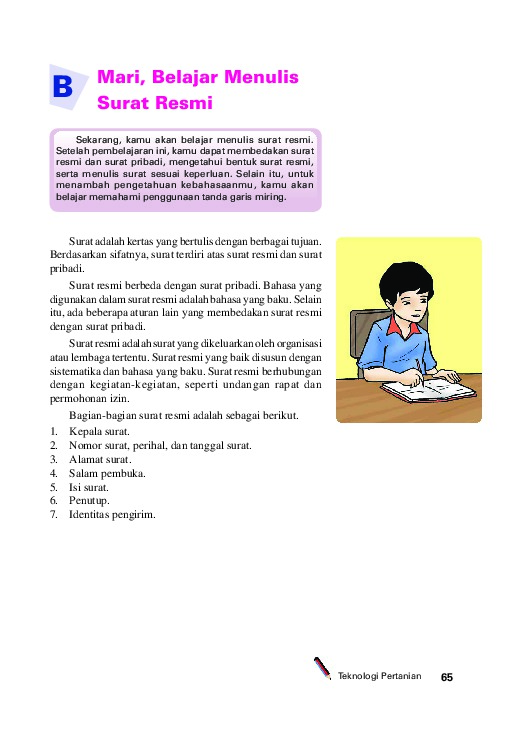 B
Mari, Belajar Menulis
Surat Resmi
Sekarang, kamu akan belajar menulis surat resmi.
Setelah pembelajaran ini, kamu dapat membedakan surat
resmi dan surat pribadi, mengetahui bentuk surat resmi,
serta menulis surat sesuai keperluan. Selain itu, untuk
menambah pengetahuan kebahasaanmu, kamu akan
belajar memahami penggunaan tanda garis miring.
Surat adalah kertas yang bertulis dengan berbagai tujuan.
Berdasarkan sifatnya, surat terdiri atas surat resmi dan surat
pribadi.
Surat resmi berbeda dengan surat pribadi. Bahasa yang
digunakan dalam surat resmi adalah bahasa yang baku. Selain
itu, ada beberapa aturan lain yang membedakan surat resmi
dengan surat pribadi.
Surat resmi adalah surat yang dikeluarkan oleh organisasi
atau lembaga tertentu. Surat resmi yang baik disusun dengan
sistematika dan bahasa yang baku. Surat resmi berhubungan
dengan kegiatan-kegiatan, seperti undangan rapat dan
permohonan izin.
Bagian-bagian surat resmi adalah sebagai berikut.
1. Kepala surat.
2. Nomor surat, perihal, dan tanggal surat.
3. Alamat surat.
4. Salam pembuka.
5. Isi surat.
6. Penutup.
7. Identitas pengirim.
Teknologi Pertanian 65